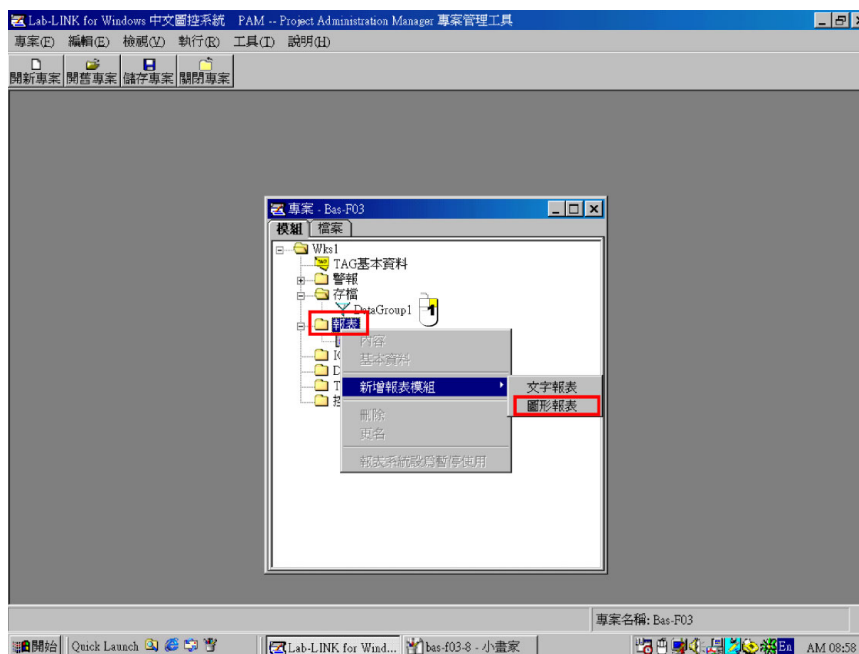 Lab-LINK for Windows 中文圖控系統 PAM -- Project Administration Manager 專案管理工具
專案(F) 編輯(E) 檢視(V) 執行(R) 工具(T) 說明(H)
開新專案 開舊專案 儲存專案 關閉專案
專案 - Bas-F03
模組 檔案
Wks1
TAG基本資料
警報
存檔
DataGroup1
1
報表
內容
基本資料
新增報表模組
文字報表
圖形報表
刪除
更名
報表系統設為暫停使用
專案名稱: Bas-F03
開始 Quick Launch Lab-LINK for Wind... bas-f03-8 - 小畫家 En AM 08:58